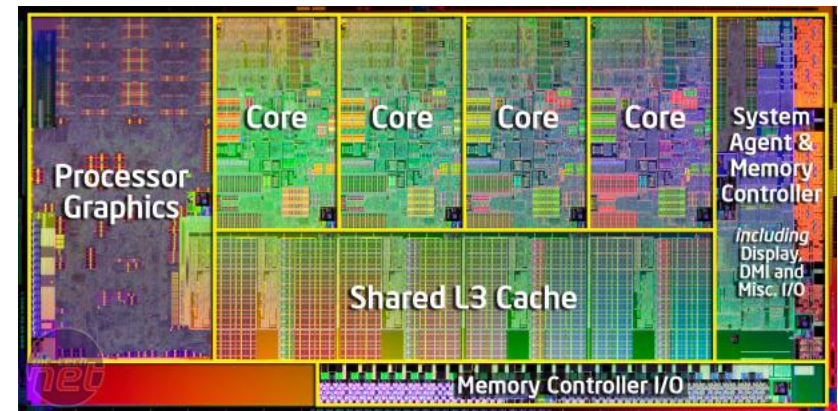 Processor
Graphics
Core
Core
Core
Core
System
Agent &
Memory
Controller
including
Display,
DMI and
Misc. I/O
Shared L3 Cache
Memory Controller I/O
net